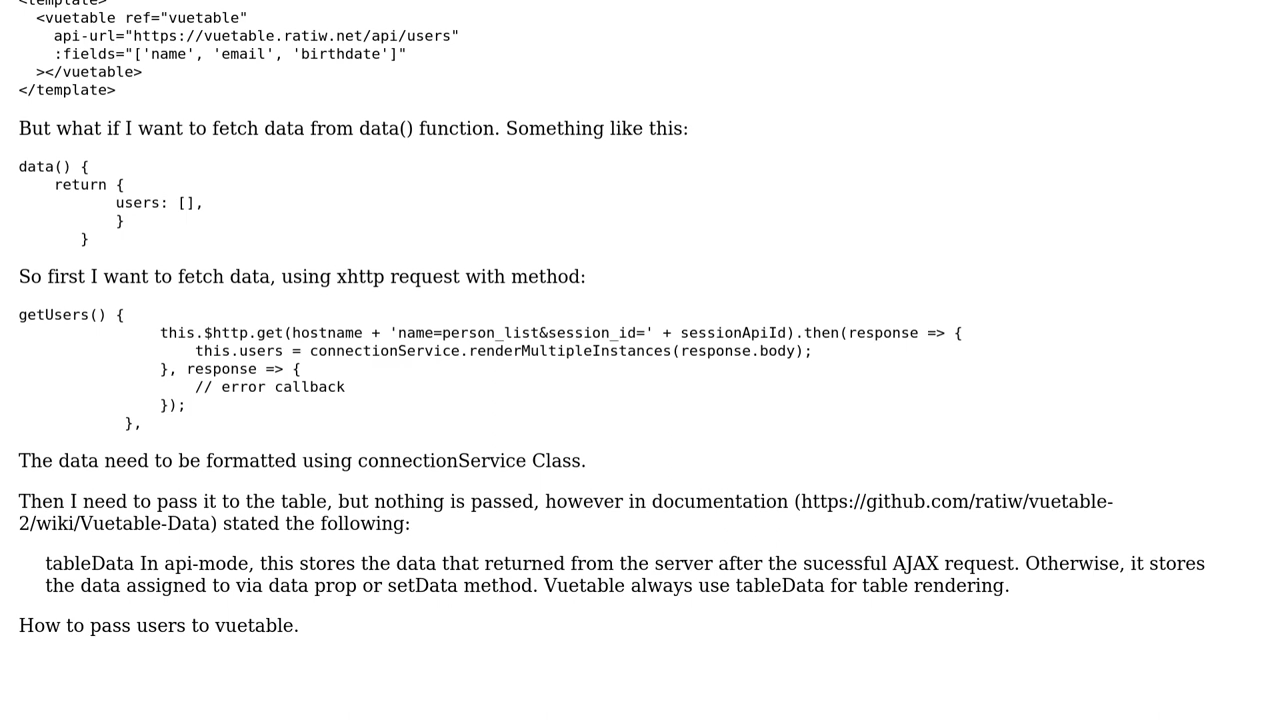 <template>
<vuetable ref="vuetable"
api-url="https://vuetable.ratiw.net/api/users"
:fields="['name', 'email', 'birthdate']"
></vuetable>
</template>
But what if I want to fetch data from data() function. Something like this:
data() {
return {
users: [],
}
}
So first I want to fetch data, using xhttp request with method:
getUsers() {
this.$http.get(hostname + 'name=person_list&session_id=' + sessionApiId).then(response => {
this.users = connectionService.renderMultipleInstances(response.body);
}, response => {
// error callback
});
},
The data need to be formatted using connectionService Class.
Then I need to pass it to the table, but nothing is passed, however in documentation (https://github.com/ratiw/vuetable-
2/wiki/Vuetable-Data) stated the following:
tableData In api-mode, this stores the data that returned from the server after the sucessful AJAX request. Otherwise, it stores
the data assigned to via data prop or setData method. Vuetable always use tableData for table rendering.
How to pass users to vuetable.